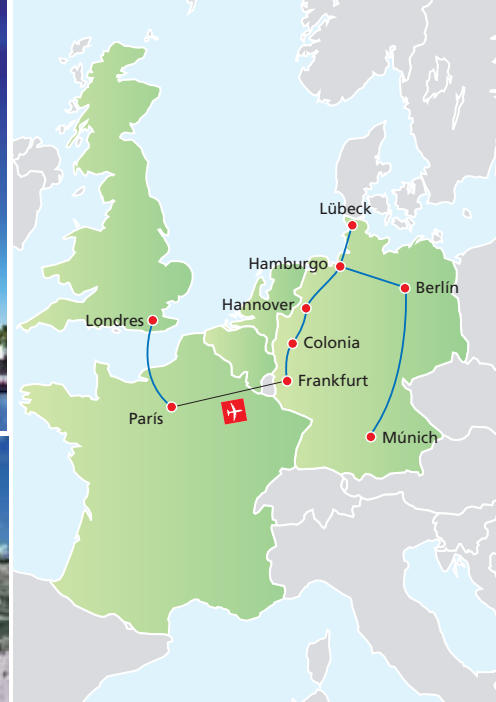 Lübeck
Hamburgo
Berlín
Hannover
Londres
Colonia
Frankfurt
París
Múnich